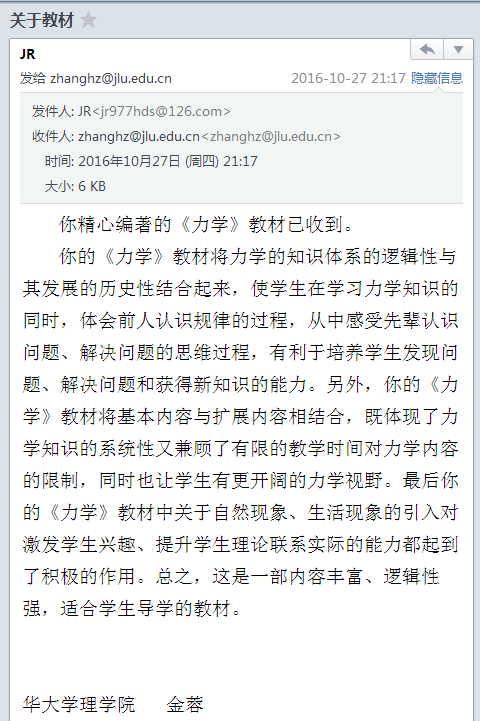 关于教材
JR
发给 zhanghz@jlu.edu.cn 2016-10-27 21:17 隐藏信息
发件人: JR<jr977hds@126.com>
收件人: zhanghz@jlu.edu.cn<zhanghz@jlu.edu.cn>
时间: 2016年10月27日 (周四) 21:17
大小: 6 KB
你精心编著的《力学》教材已收到。
你的《力学》教材将力学的知识体系的逻辑性与
其发展的历史性结合起来，使学生在学习力学知识的
同时，体会前人认识规律的过程，从中感受先辈认识
问题、解决问题的思维过程，有利于培养学生发现问
题、解决问题和获得新知识的能力。另外，你的《力
学》教材将基本内容与扩展内容相结合，既体现了力
学知识的系统性又兼顾了有限的教学时间对力学内容
的限制，同时也让学生有更开阔的力学视野。最后你
的《力学》教材中关于自然现象、生活现象的引入对
激发学生兴趣、提升学生理论联系实际的能力都起到
了积极的作用。总之，这是一部内容丰富、逻辑性
强，适合学生导学的教材。
华大学理学院 金蓉